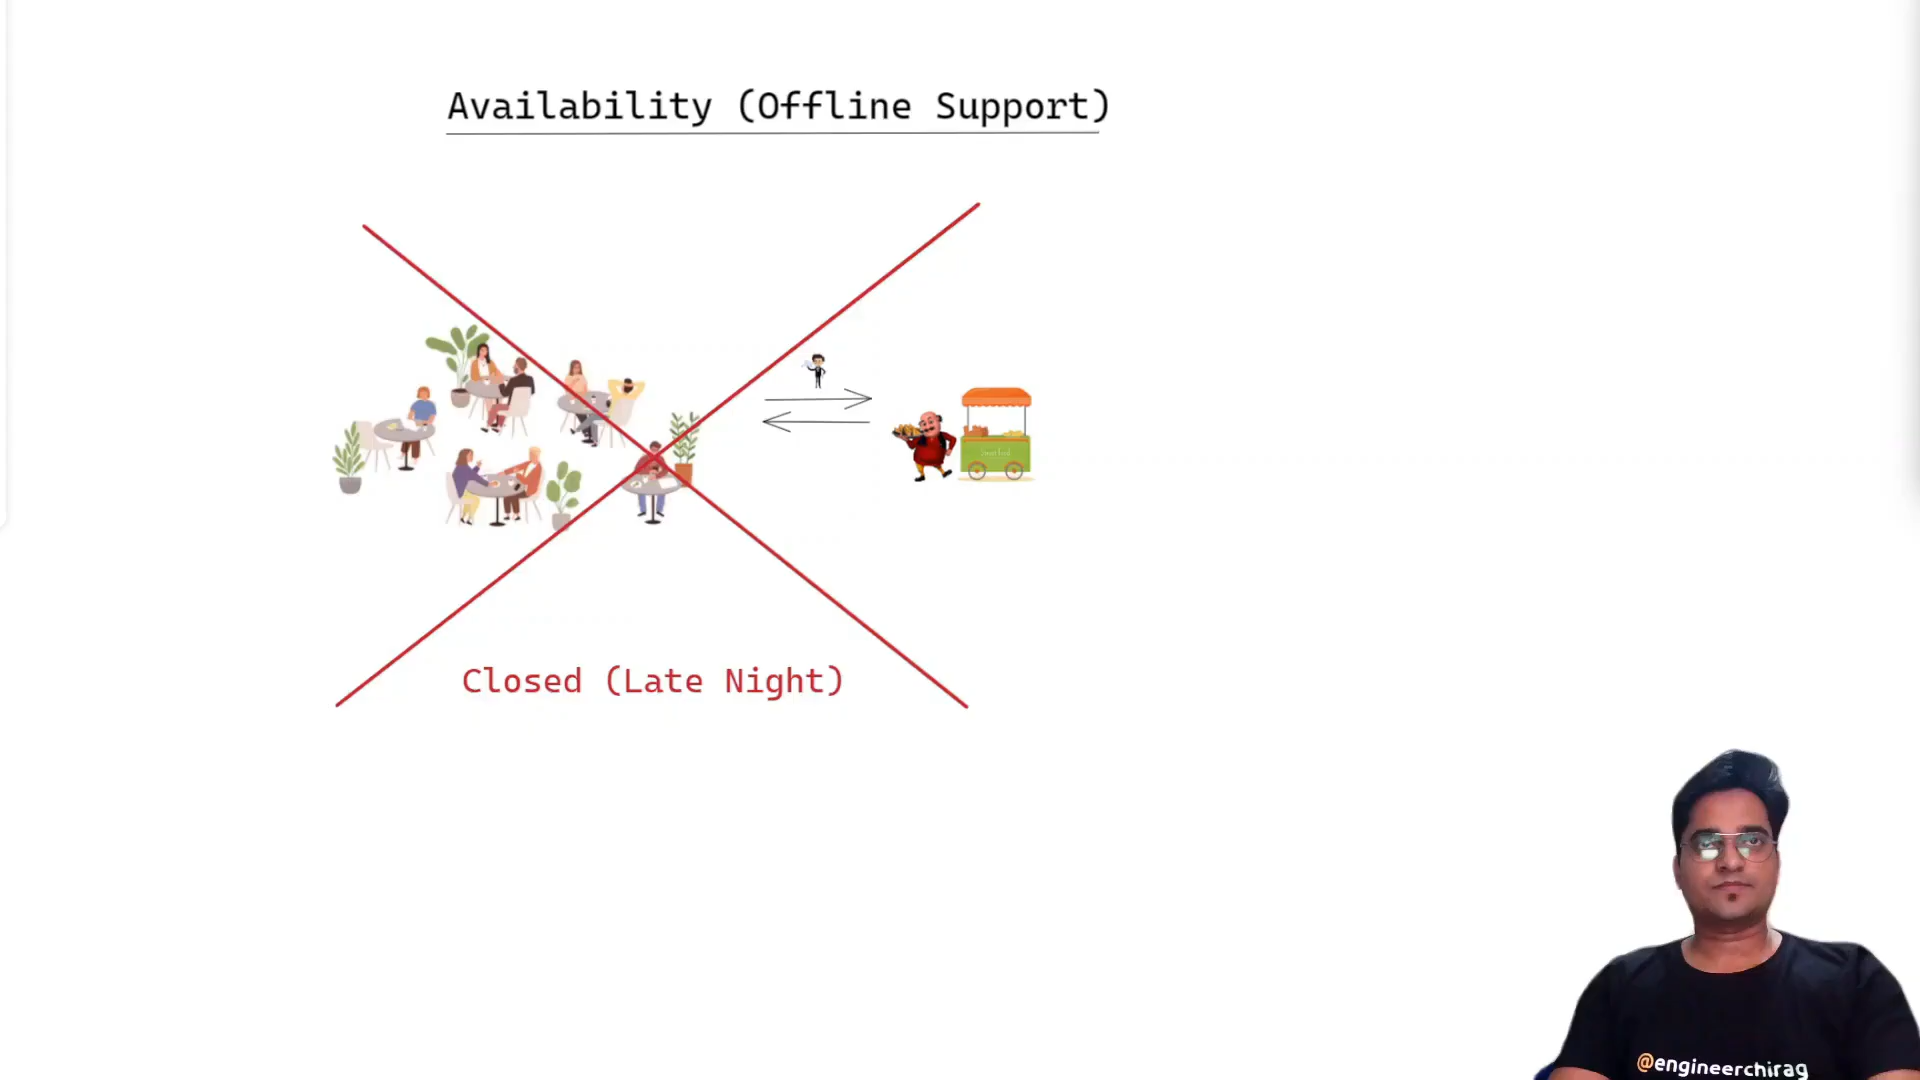 Availability (Offline Support)
Closed (Late Night)
@engineerchirag